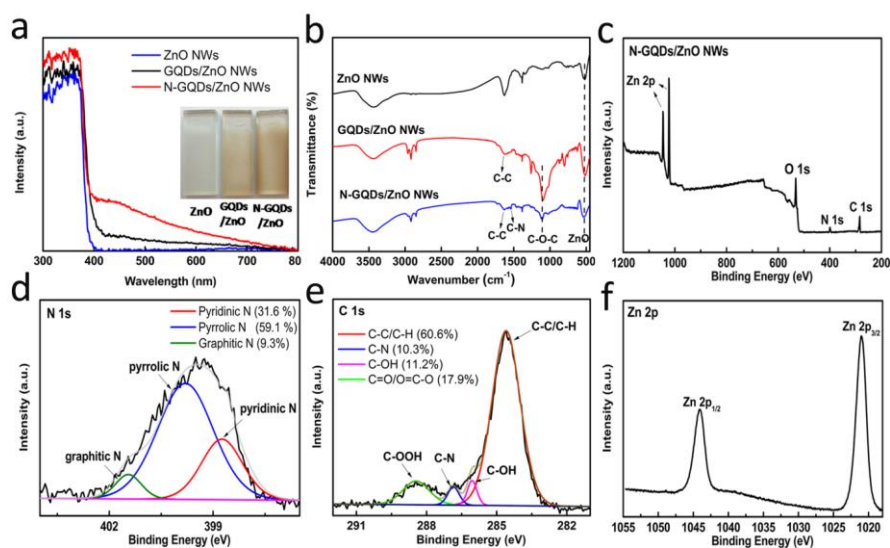 a
ZnO NWs
GQDs/ZnO NWs
N-GQDs/ZnO NWs
ZnO
GQDs
/ZnO
N-GQDs
/ZnO
Intensity (a.u.)
300 400 500 600 700 80
Wavelength (nm)
b
ZnO NWs
GQDs/ZnO NWs
C-C
N-GQDs/ZnO NWs
C-C
C-N
C-O-C
ZnO
Transmittance (%)
4000 3500 3000 2500 2000 1500 1000 500
Wavenumber (cm-1)
c
N-GQDs/ZnO NWs
Zn 2p
O 1s
N 1s
C 1s
Intensity (a.u.)
1200 1000 800 600 400 200
Binding Energy (eV)
d
N 1s
Pyridinic N (31.6 %)
Pyrrolic N (59.1 %)
Graphitic N (9.3%)
pyrrolic N
pyridinic N
graphitic N
Intensity (a.u.)
402 399
Binding Energy (eV)
e
C 1s
C-C/C-H (60.6%)
C-N (10.3%)
C-OH (11.2%)
C=O/O=C-O (17.9%)
C-C/C-H
C-OOH
C-N
C-OH
Intensity (a.u.)
291 288 285 282
Binding Energy (eV)
f
Zn 2p
Zn 2p3/2
Zn 2p1/2
Intensity (a.u.)
1055 1050 1045 1040 1035 1030 1025 1020
Binding Energy (eV)